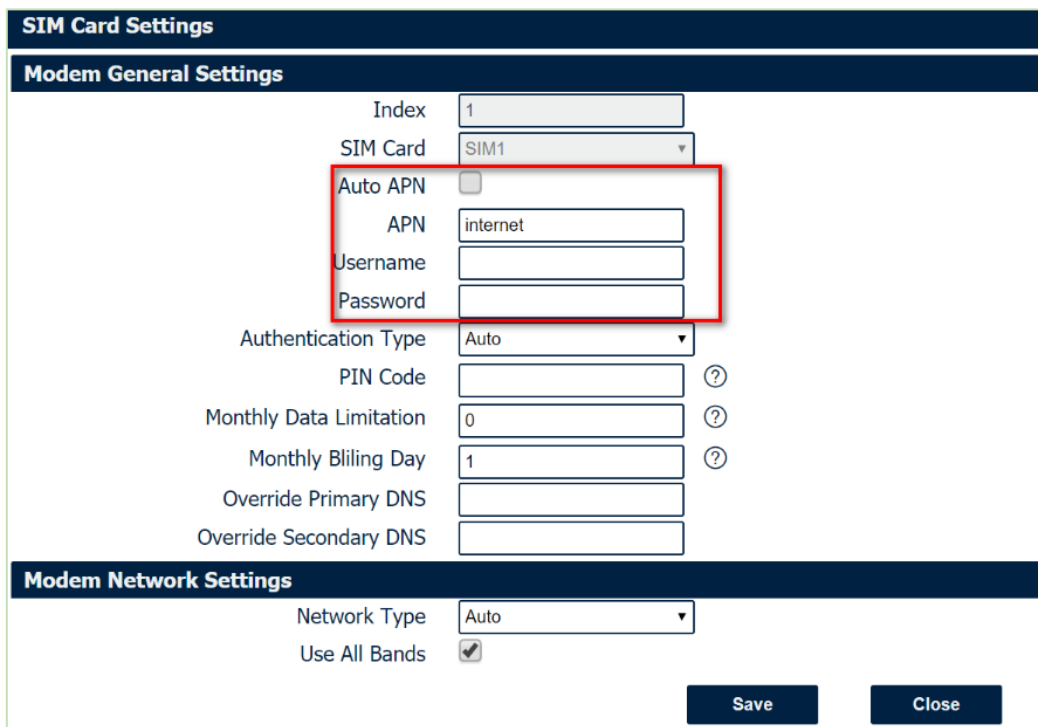 SIM Card Settings
Modem General Settings
Index 1
SIM Card SIM1
Auto APN
APN internet
Username
Password
Authentication Type Auto
PIN Code
Monthly Data Limitation 0
Monthly Bliling Day 1
Override Primary DNS
Override Secondary DNS
Modem Network Settings
Network Type Auto
Use All Bands
Save Close